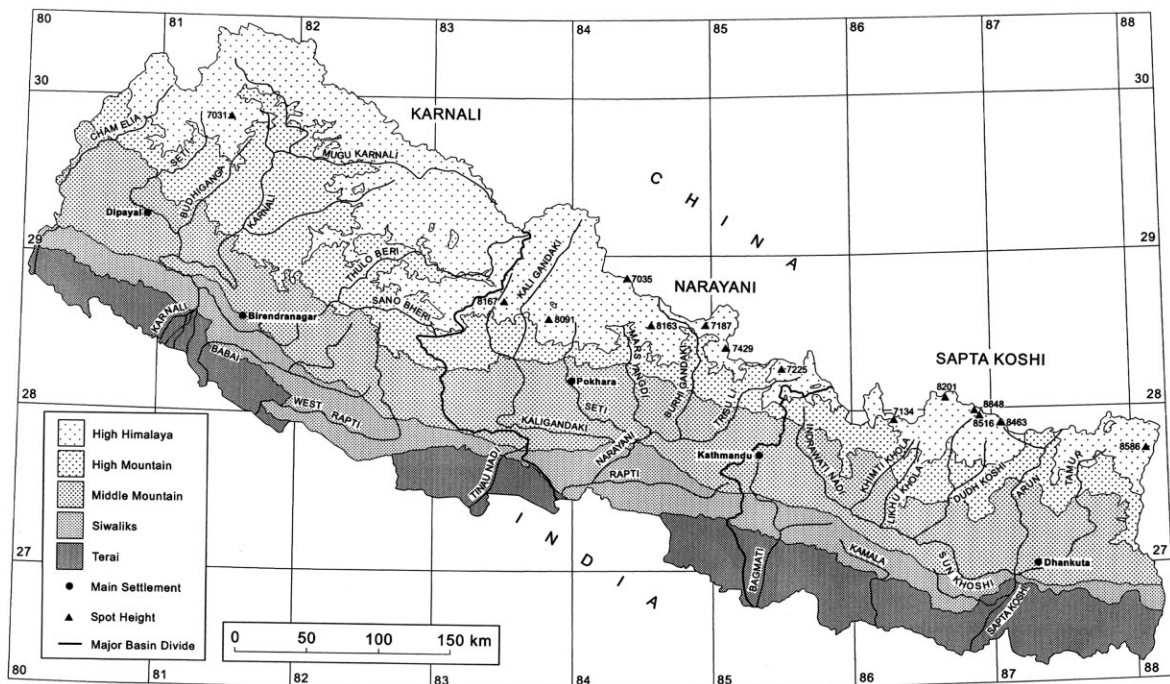 80
81
82
83
84
85
86
87
88
30
30
KARNALI
7031
CHAM ELIA
SETI
BUDHIGANGA
MUGU KARNALI
KARNALI
Dipayal
CHINA
29
29
THULO BERI
KALI GANDAKI
7035
NARAYANI
SANO BHERI
8167
8091
8163
7187
7429
7225
KARNALI
Birendranagar
MARSYANGDI
BURHI GANDAKI
TRISULI
SAPTA KOSHI
8201
8848
8516
8463
7134
8586
BABAI
Pokhara
28
28
WEST RAPTI
SETI
KALIGANDAKI
NARAYANI
INDRAWATI NADI
KHIMTI KHOLA
LIKHU KHOLA
DUDH KOSHI
ARUN
TAMUR
Kathmandu
RAPTI
TINAU NADI
INDIA
BAGMATI
KAMALA
SUN KHOSHI
Dhankuta
SAPTA KOSHI
27
27
High Himalaya
High Mountain
Middle Mountain
Siwaliks
Terai
Main Settlement
Spot Height
Major Basin Divide
0 50 100 150 km
80
81
82
83
84
85
86
87
88